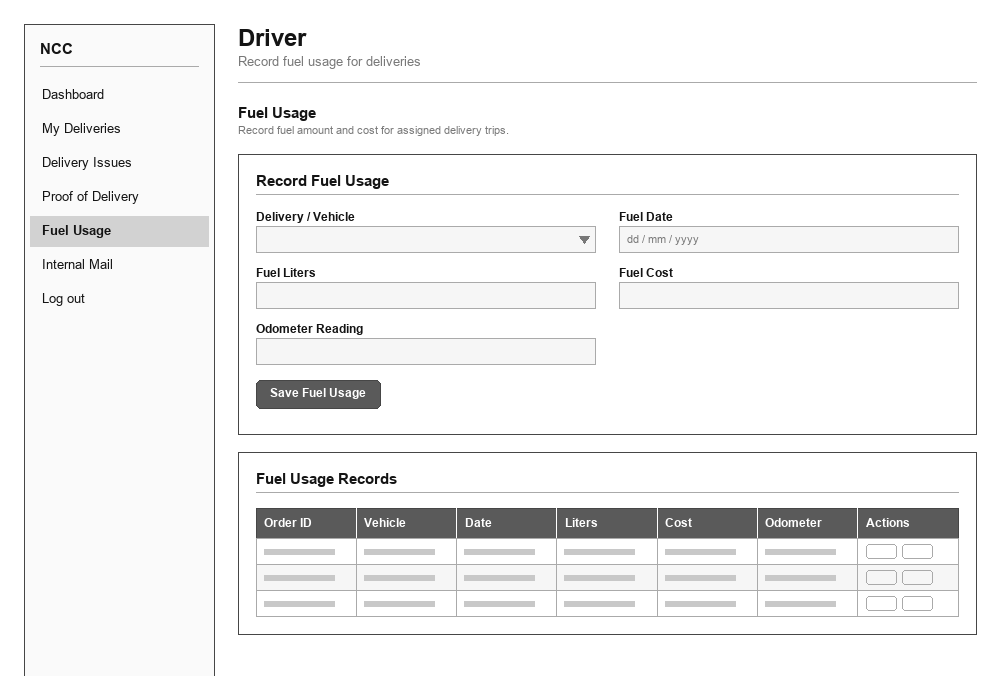 NCC
Dashboard
My Deliveries
Delivery Issues
Proof of Delivery
Fuel Usage
Internal Mail
Log out
Driver
Record fuel usage for deliveries
Fuel Usage
Record fuel amount and cost for assigned delivery trips.
Record Fuel Usage
Delivery / Vehicle
Fuel Date
dd / mm / yyyy
Fuel Liters
Fuel Cost
Odometer Reading
Save Fuel Usage
Fuel Usage Records
Order ID Vehicle Date Liters Cost Odometer Actions